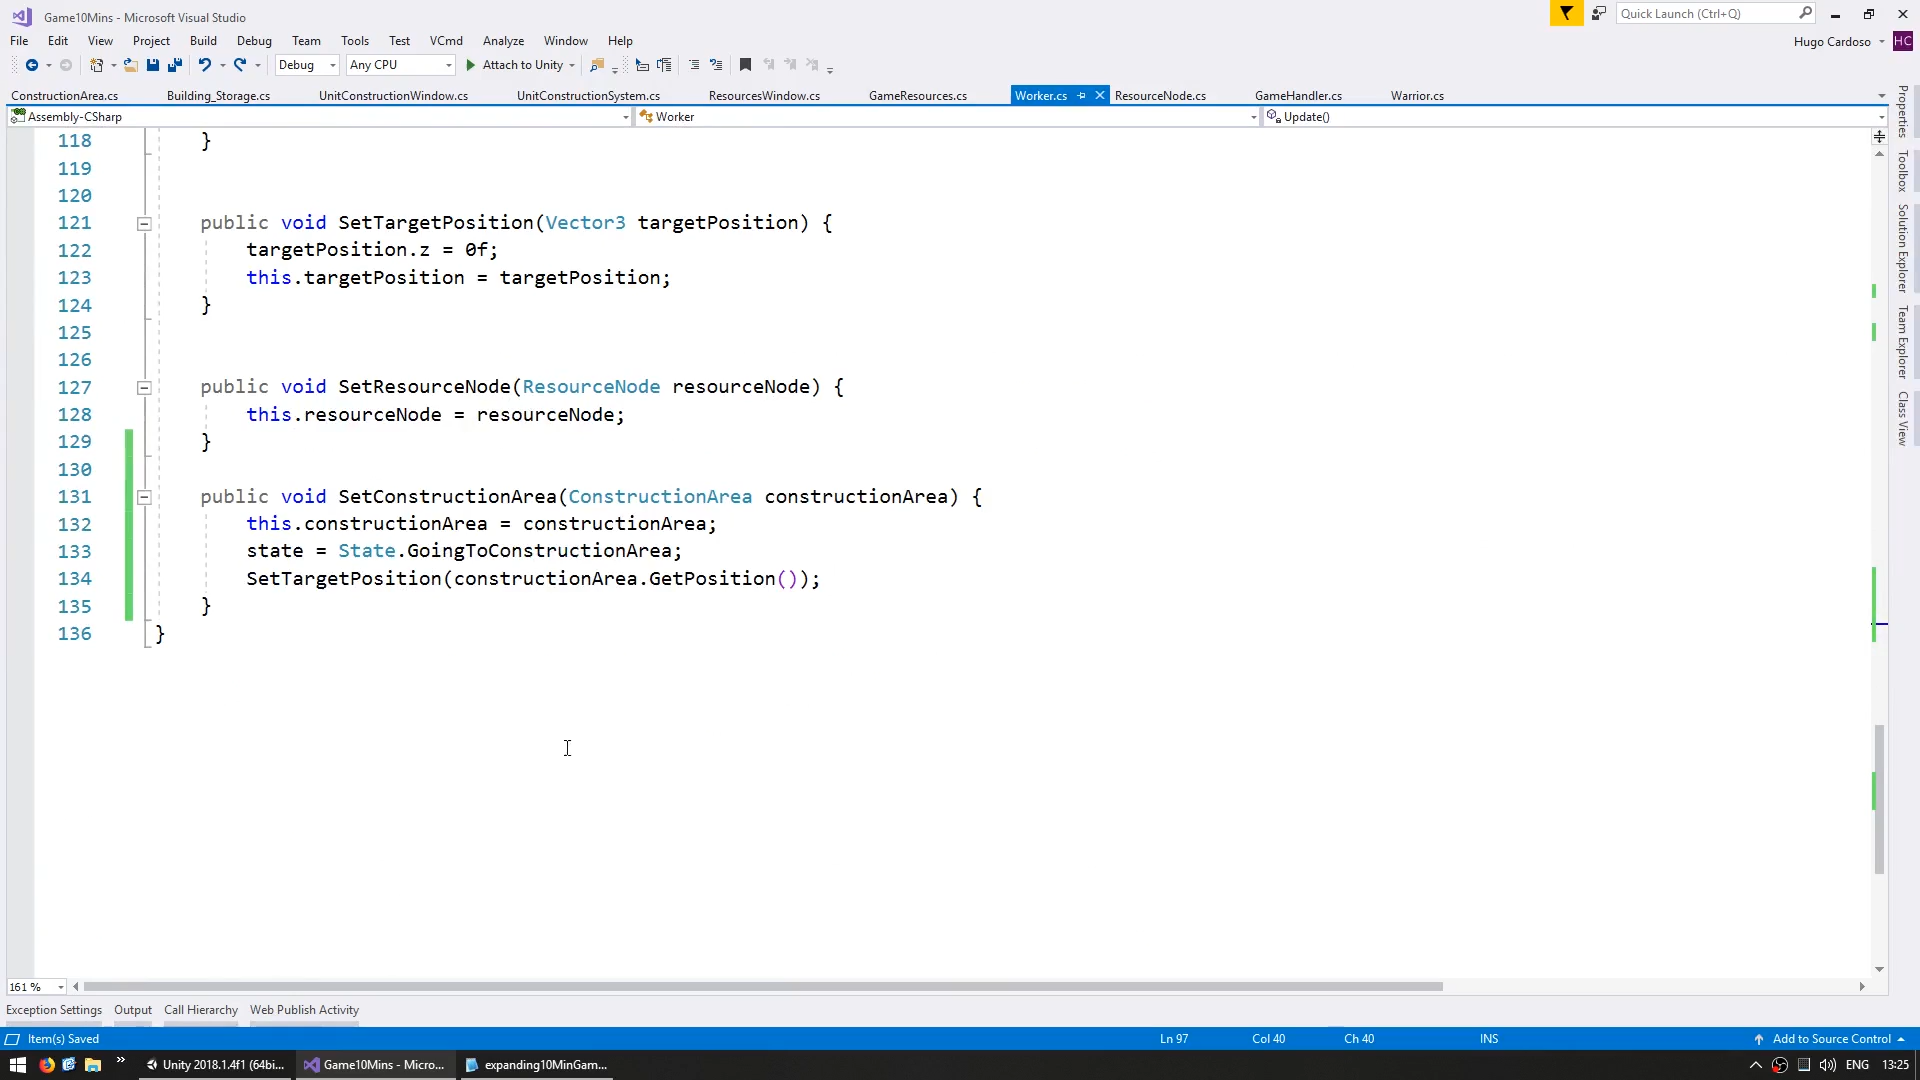 Game10Mins - Microsoft Visual Studio
Quick Launch (Ctrl+Q)
File Edit View Project Build Debug Team Tools Test VCmd Analyze Window Help
Hugo Cardoso HC
Debug Any CPU Attach to Unity
ConstructionArea.cs Building_Storage.cs UnitConstructionWindow.cs UnitConstructionSystem.cs ResourcesWindow.cs GameResources.cs Worker.cs ResourceNode.cs GameHandler.cs Warrior.cs
Assembly-CSharp Worker Update()
118 }
119
120
121 public void SetTargetPosition(Vector3 targetPosition) {
122 targetPosition.z = 0f;
123 this.targetPosition = targetPosition;
124 }
125
126
127 public void SetResourceNode(ResourceNode resourceNode) {
128 this.resourceNode = resourceNode;
129 }
130
131 public void SetConstructionArea(ConstructionArea constructionArea) {
132 this.constructionArea = constructionArea;
133 state = State.GoingToConstructionArea;
134 SetTargetPosition(constructionArea.GetPosition());
135 }
136 }
Properties
Toolbox
Solution Explorer
Team Explorer
Class View
161 %
Exception Settings Output Call Hierarchy Web Publish Activity
Item(s) Saved Ln 97 Col 40 Ch 40 INS Add to Source Control
Unity 2018.1.4f1 (64bi... Game10Mins - Micro... expanding10MinGam... ENG 13:25